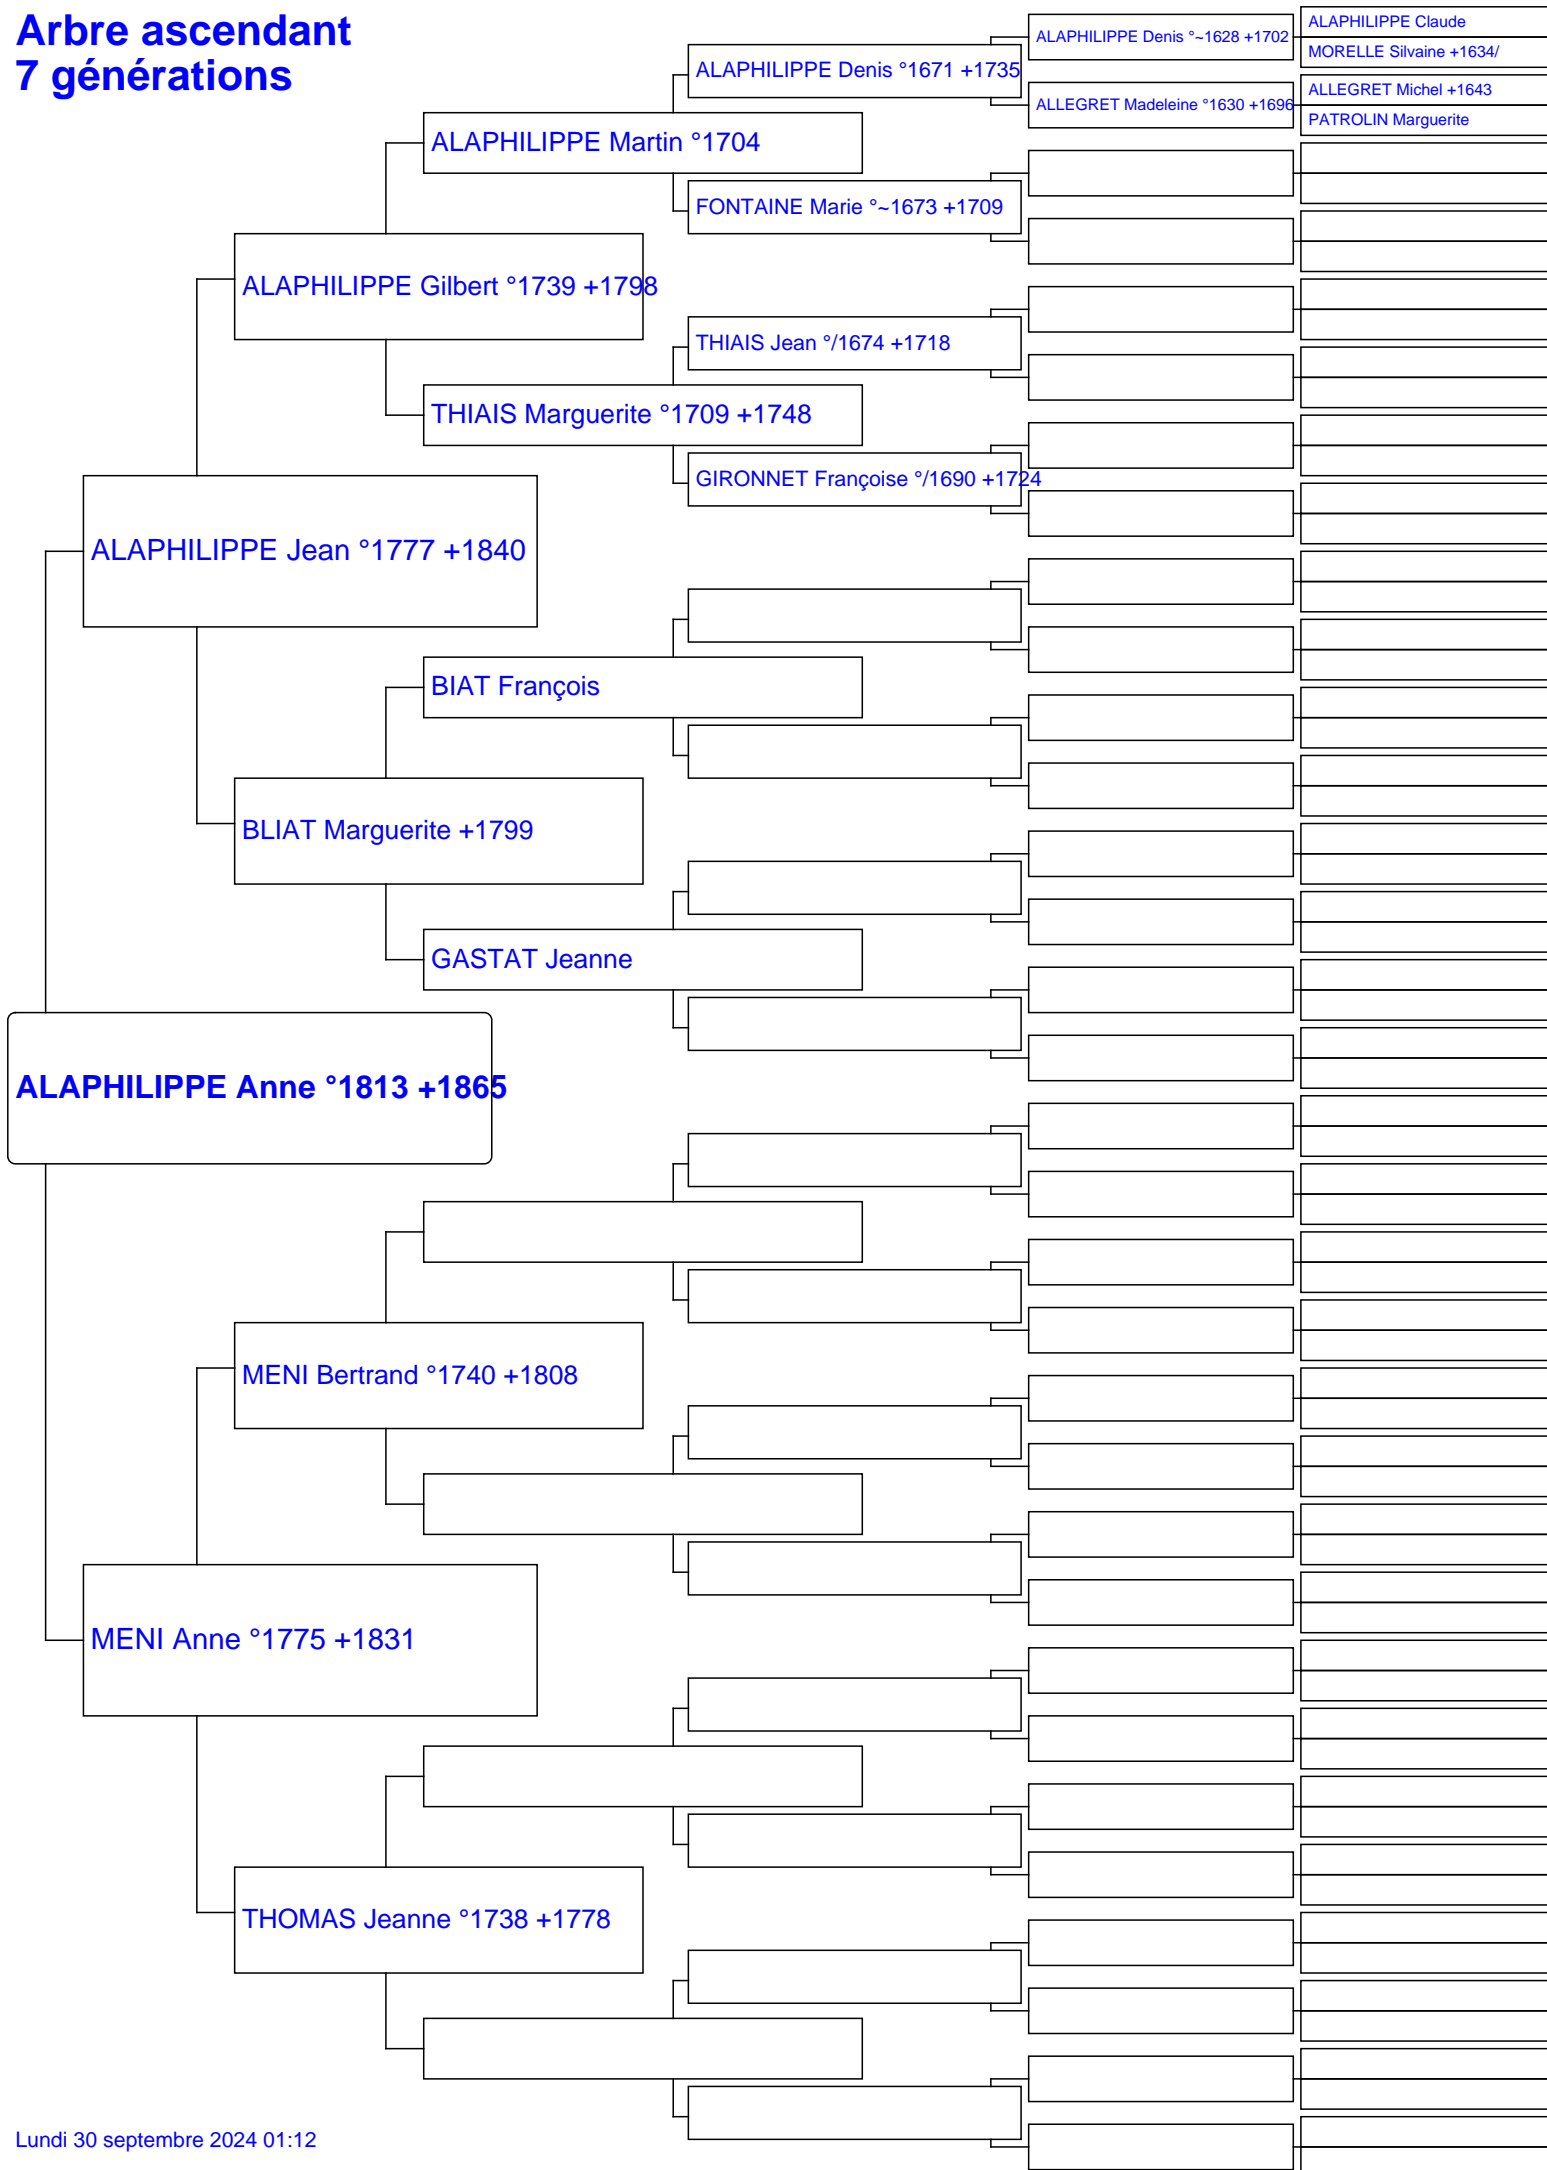 Arbre ascendant
7 générations
ALAPHILIPPE Claude
ALAPHILIPPE Denis °~1628 +1702
MORELLE Silvaine +1634/
ALAPHILIPPE Denis °1671 +1735
ALLEGRET Michel +1643
ALLEGRET Madeleine °1630 +1696
PATROLIN Marguerite
ALAPHILIPPE Martin °1704
FONTAINE Marie °~1673 +1709
ALAPHILIPPE Gilbert °1739 +1798
THIAIS Jean °/1674 +1718
THIAIS Marguerite °1709 +1748
GIRONNET Françoise °/1690 +1724
ALAPHILIPPE Jean °1777 +1840
BIAT François
BLIAT Marguerite +1799
GASTAT Jeanne
ALAPHILIPPE Anne °1813 +1865
MENI Bertrand °1740 +1808
MENI Anne °1775 +1831
THOMAS Jeanne °1738 +1778
Lundi 30 septembre 2024 01:12